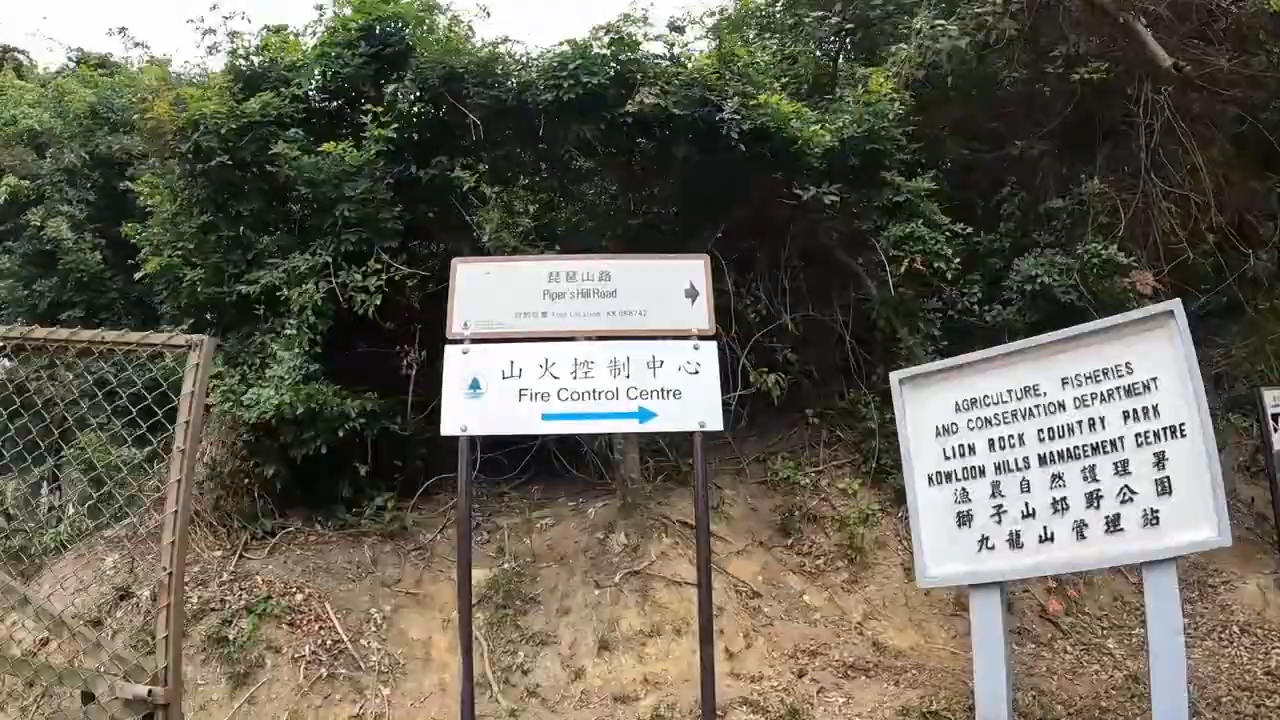 琵琶山路
Piper's Hill Road
山火控制中心
Fire Control Centre
AGRICULTURE, FISHERIES
AND CONSERVATION DEPARTMENT
LION ROCK COUNTRY PARK
KOWLOON HILLS MANAGEMENT CENTRE
漁農自然護理署
獅子山郊野公園
九龍山管理站